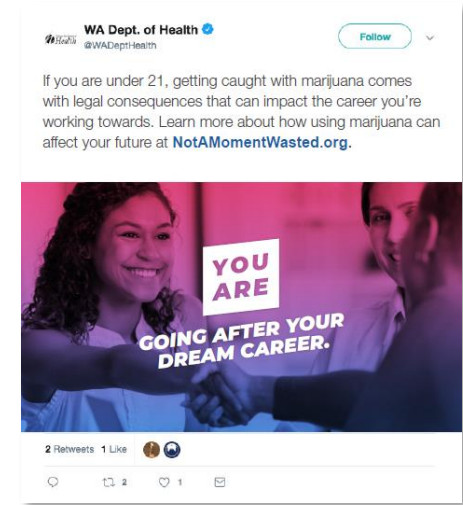 WA Dept. of Health
Health
@WADeptHealth
Follow
If you are under 21, getting caught with marijuana comes
with legal consequences that can impact the career you're
working towards. Learn more about how using marijuana can
affect your future at NotAMomentWasted.org.
YOU
ARE
GOING AFTER YOUR
DREAM CAREER.
2 Retweets 1 Like
2 1